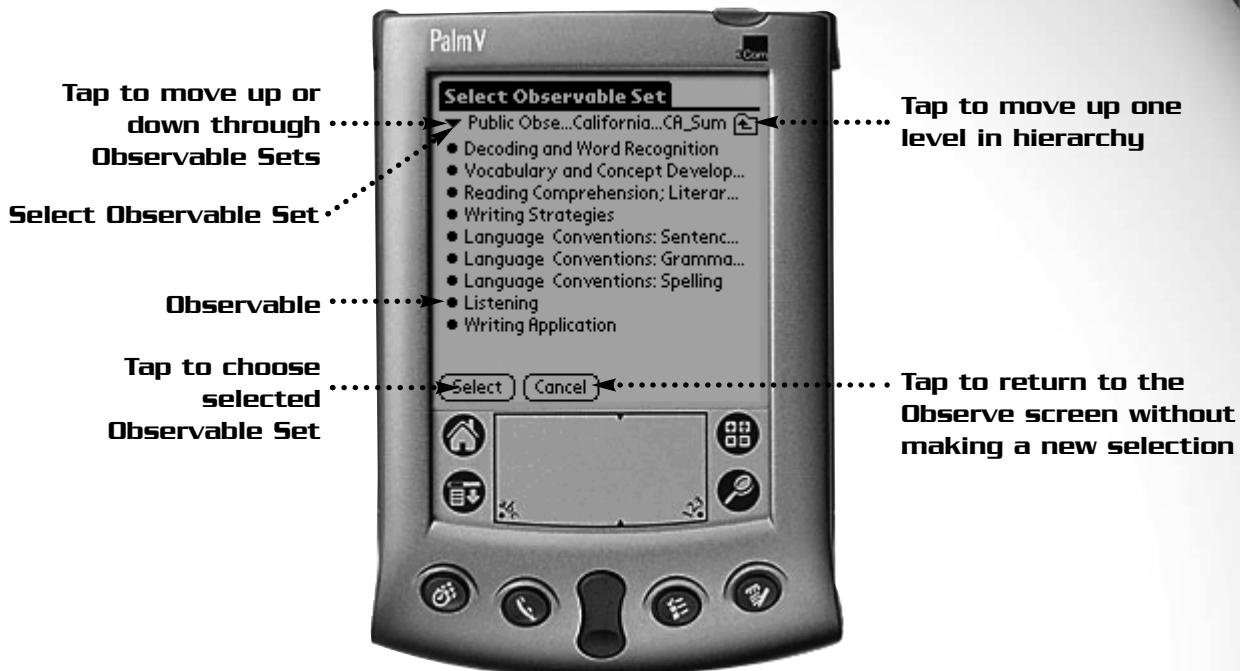 PalmV
3Com
Tap to move up or
down through
Observable Sets
Select Observable Set
Observable
Tap to choose
selected
Observable Set
Select Observable Set
Public Obse...California...CA_Sum
Decoding and Word Recognition
Vocabulary and Concept Develop...
Reading Comprehension; Literar...
Writing Strategies
Language Conventions: Sentenc...
Language Conventions: Gramma...
Language Conventions: Spelling
Listening
Writing Application
Select Cancel
123
Tap to move up one
level in hierarchy
Tap to return to the
Observe screen without
making a new selection